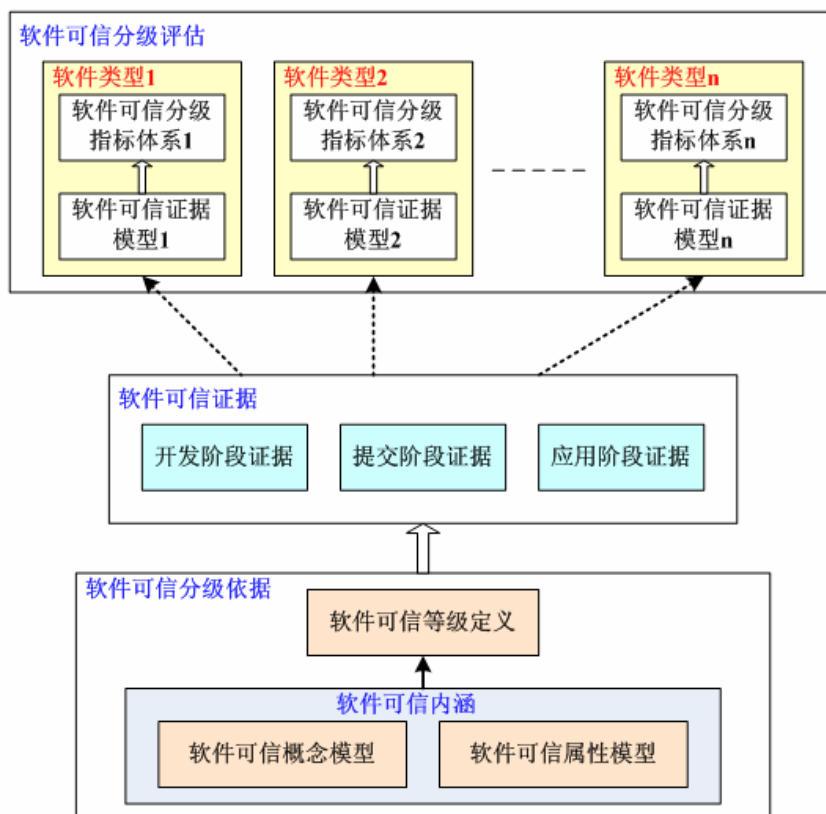 软件可信分级评估
软件类型1
软件可信分级
指标体系1
软件可信证据
模型1
软件类型2
软件可信分级
指标体系2
软件可信证据
模型2
软件类型n
软件可信分级
指标体系n
软件可信证据
模型n
软件可信证据
开发阶段证据
提交阶段证据
应用阶段证据
软件可信分级依据
软件可信等级定义
软件可信内涵
软件可信概念模型
软件可信属性模型